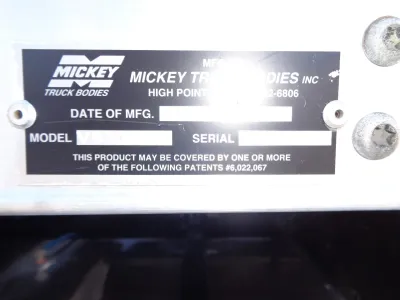 MICKEY
TRUCK BODIES
MICKEY BODIES INC
HIGH POINT -6806
DATE OF MFG.
MODEL SERIAL
THIS PRODUCT MAY BE COVERED BY ONE OR MORE
OF THE FOLLOWING PATENTS #6,022,067